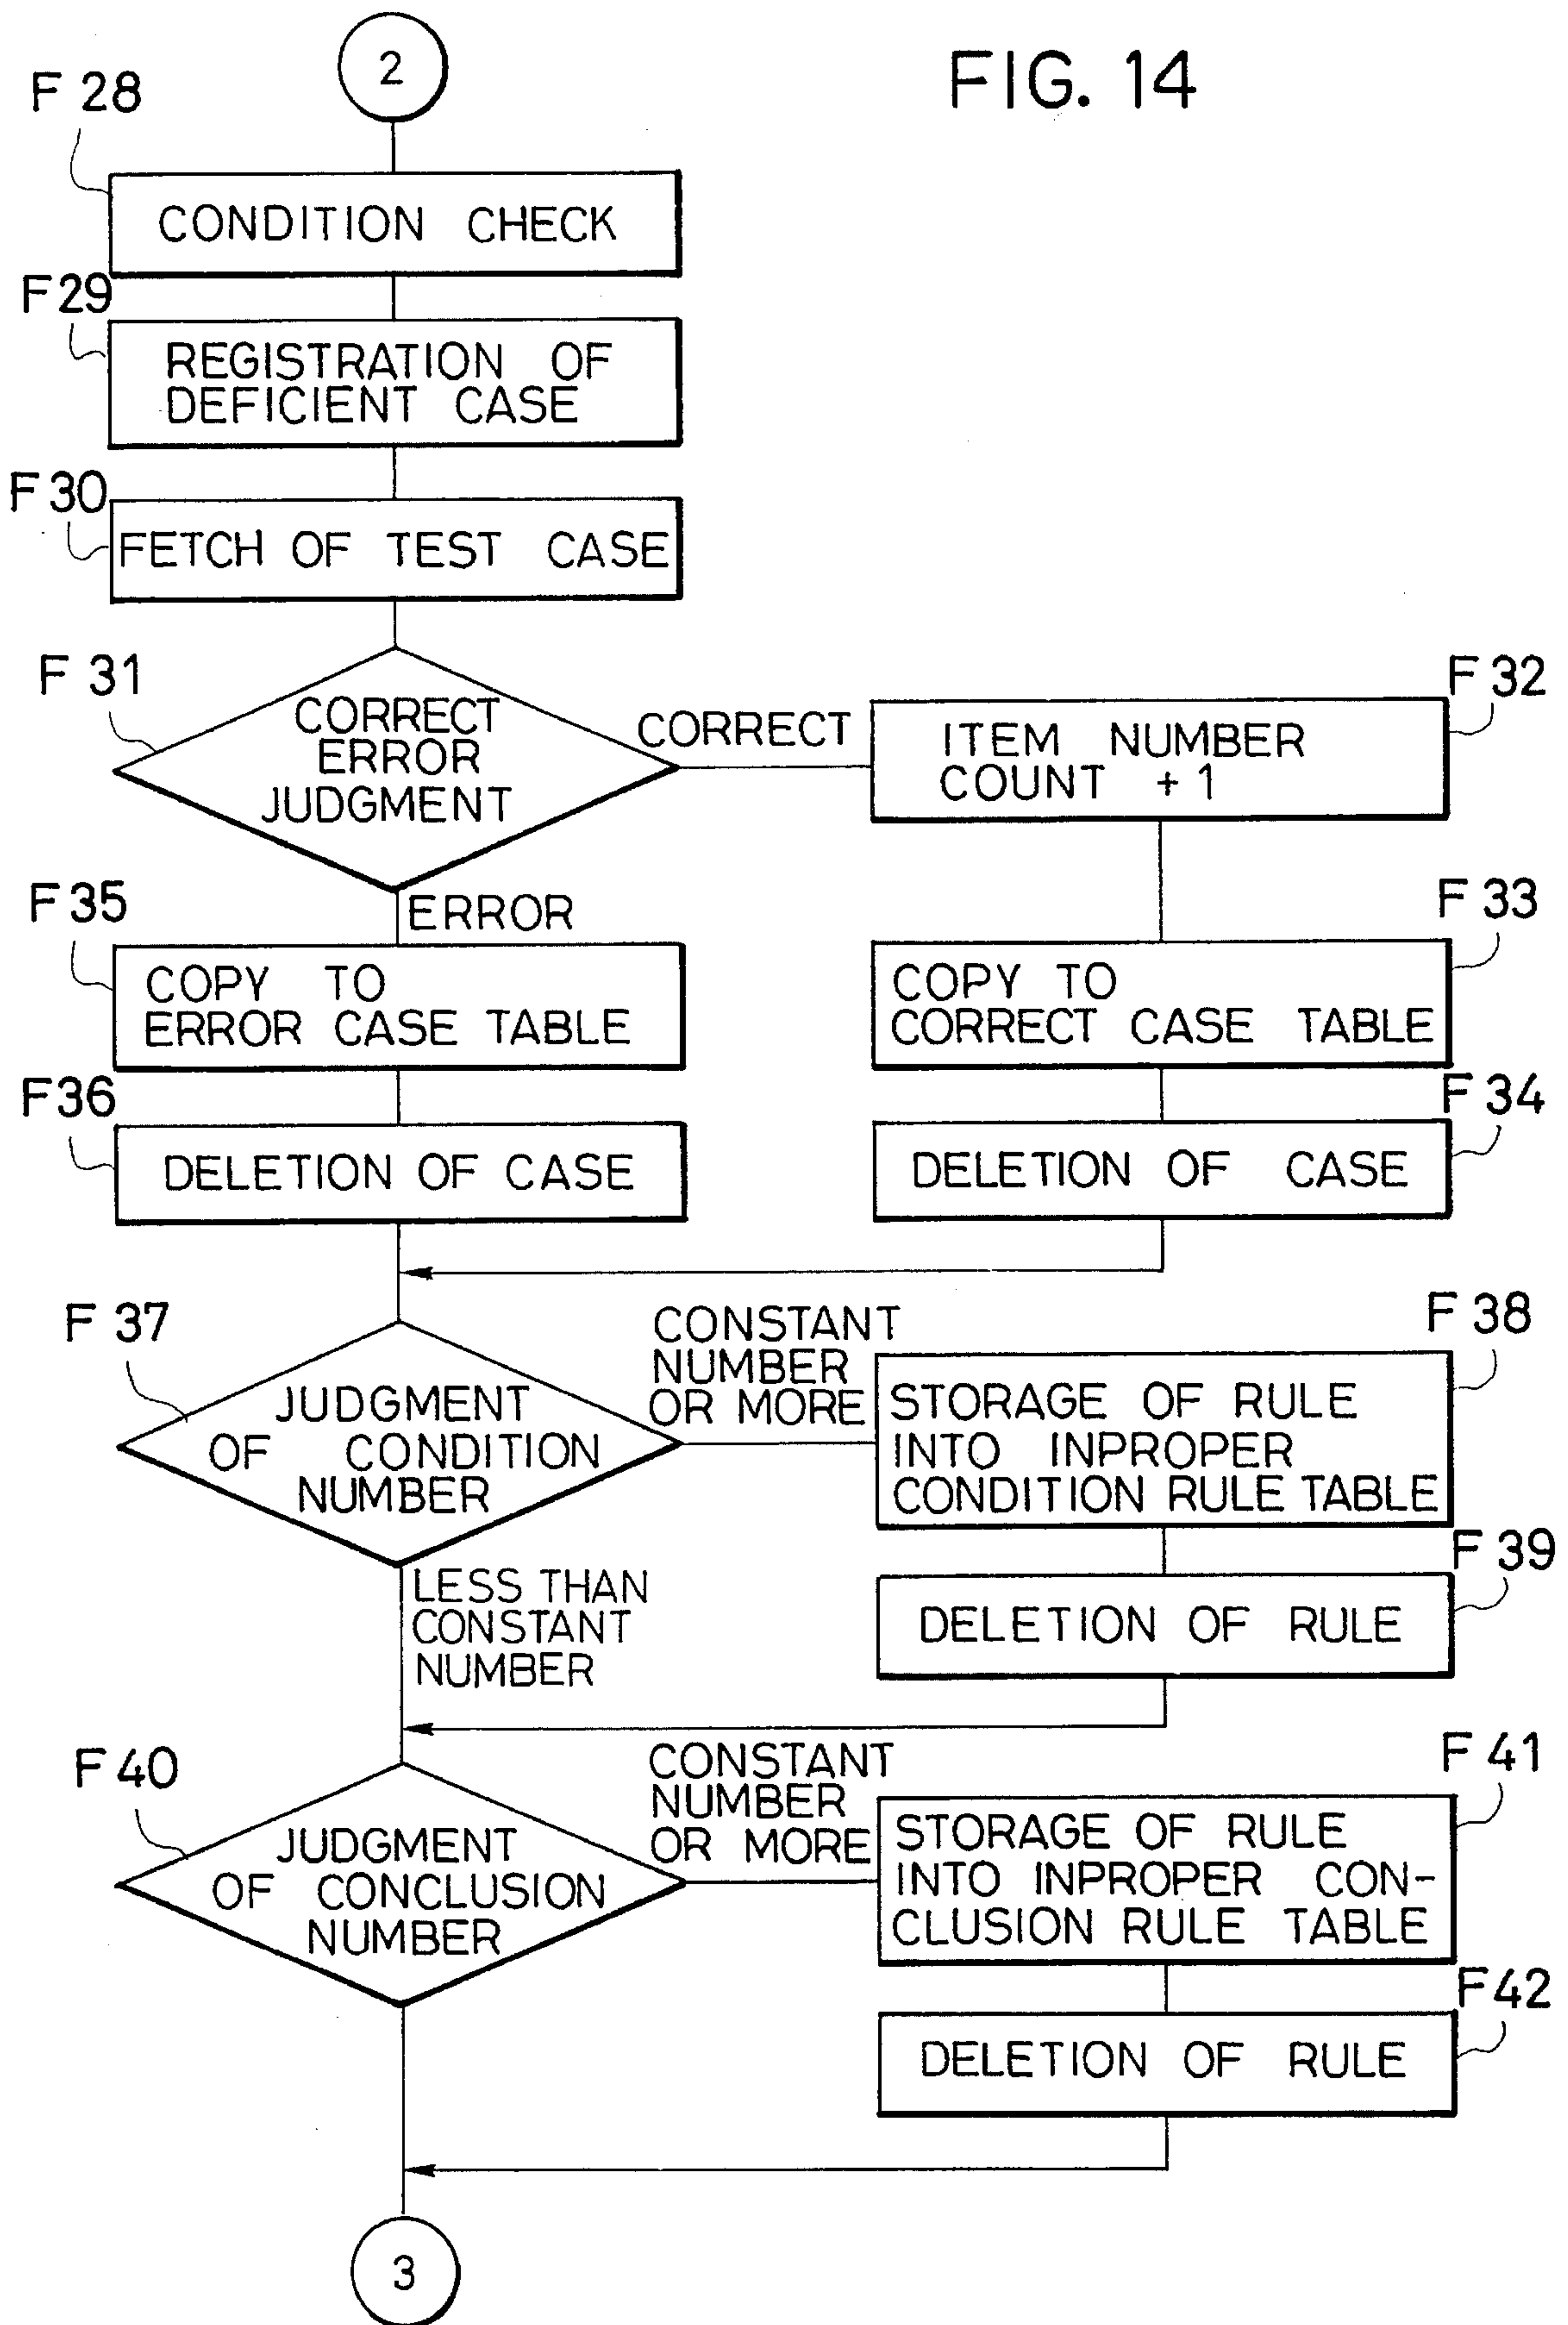 FIG. 14
2
F 28
CONDITION CHECK
F29
REGISTRATION OF
DEFICIENT CASE
F30
FETCH OF TEST CASE
F 31
CORRECT
ERROR
JUDGMENT
CORRECT
F 32
ITEM NUMBER
COUNT +1
ERROR
F35
COPY TO
ERROR CASE TABLE
F 33
COPY TO
CORRECT CASE TABLE
F36
DELETION OF CASE
F 34
DELETION OF CASE
F 37
JUDGMENT
OF CONDITION
NUMBER
CONSTANT
NUMBER
OR MORE
F 38
STORAGE OF RULE
INTO INPROPER
CONDITION RULE TABLE
LESS THAN
CONSTANT
NUMBER
F 39
DELETION OF RULE
F 40
JUDGMENT
OF CONCLUSION
NUMBER
CONSTANT
NUMBER
OR MORE
F 41
STORAGE OF RULE
INTO INPROPER CON-
CLUSION RULE TABLE
F42
DELETION OF RULE
3